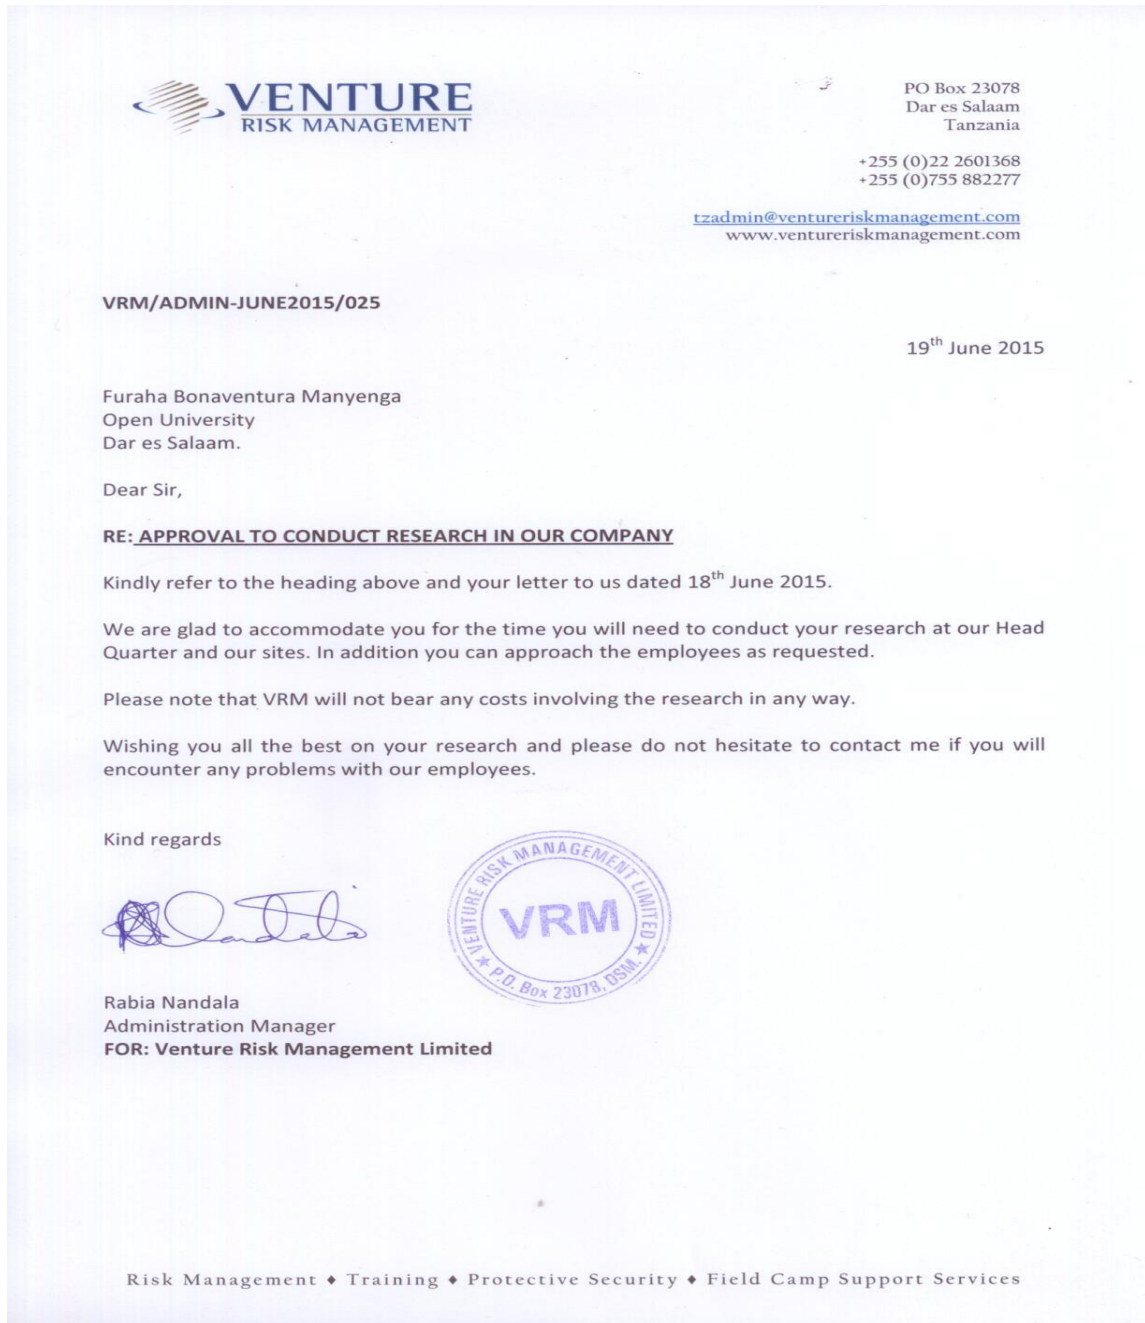 VENTURE
RISK MANAGEMENT
PO Box 23078
Dar es Salaam
Tanzania
+255 (0)22 2601368
+255 (0)755 882277
tzadmin@ventureriskmanagement.com
www.ventureriskmanagement.com
VRM/ADMIN-JUNE2015/025
19th June 2015
Furaha Bonaventura Manyenga
Open University
Dar es Salaam.
Dear Sir,
RE: APPROVAL TO CONDUCT RESEARCH IN OUR COMPANY
Kindly refer to the heading above and your letter to us dated 18th June 2015.
We are glad to accommodate you for the time you will need to conduct your research at our Head
Quarter and our sites. In addition you can approach the employees as requested.
Please note that VRM will not bear any costs involving the research in any way.
Wishing you all the best on your research and please do not hesitate to contact me if you will
encounter any problems with our employees.
Kind regards
VENTURE RISK MANAGEMENT LIMITED
VRM
★ P.O. Box 23078, DSM. ★
Rabia Nandala
Administration Manager
FOR: Venture Risk Management Limited
Risk Management ♦ Training ♦ Protective Security ♦ Field Camp Support Services